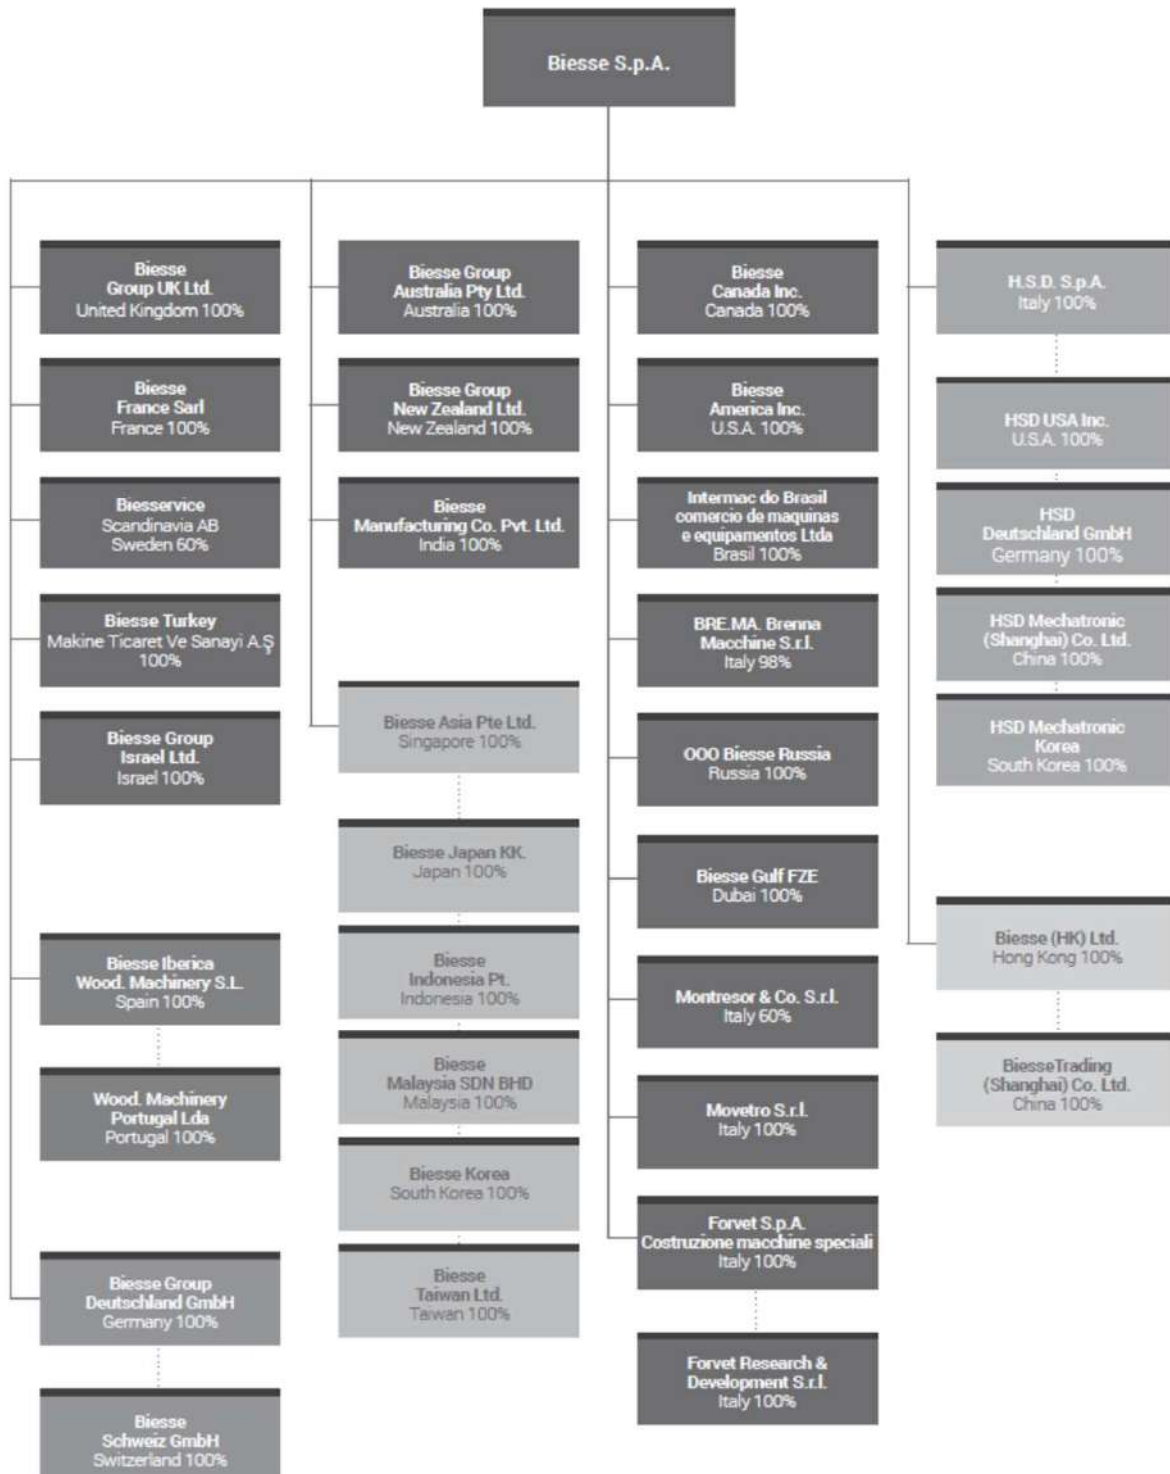 Biesse S.p.A.
Biesse
Group UK Ltd.
United Kingdom 100%
Biesse
France Sarl
France 100%
Biesservice
Scandinavia AB
Sweden 60%
Biesse Turkey
Makine Ticaret Ve Sanayi A.Ş
100%
Biesse Group
Israel Ltd.
Israel 100%
Biesse Iberica
Wood. Machinery S.L.
Spain 100%
Wood. Machinery
Portugal Lda
Portugal 100%
Biesse Group
Deutschland GmbH
Germany 100%
Biesse
Schweiz GmbH
Switzerland 100%
Biesse Group
Australia Pty Ltd.
Australia 100%
Biesse Group
New Zealand Ltd.
New Zealand 100%
Biesse
Manufacturing Co. Pvt. Ltd.
India 100%
Biesse Asia Pte Ltd.
Singapore 100%
Biesse Japan KK.
Japan 100%
Biesse
Indonesia Pt.
Indonesia 100%
Biesse
Malaysia SDN BHD
Malaysia 100%
Biesse Korea
South Korea 100%
Biesse
Taiwan Ltd.
Taiwan 100%
Biesse
Canada Inc.
Canada 100%
Biesse
America Inc.
U.S.A. 100%
Intermac do Brasil
comercio de maquinas
e equipamentos Ltda
Brasil 100%
BRE.MA. Brenna
Macchine S.r.l.
Italy 98%
OOO Biesse Russia
Russia 100%
Biesse Gulf FZE
Dubai 100%
Montresor & Co. S.r.l.
Italy 60%
Movetro S.r.l.
Italy 100%
Forvet S.p.A.
Costruzione macchine speciali
Italy 100%
Forvet Research &
Development S.r.l.
Italy 100%
H.S.D. S.p.A.
Italy 100%
HSD USA Inc.
U.S.A. 100%
HSD
Deutschland GmbH
Germany 100%
HSD Mechatronic
(Shanghai) Co. Ltd.
China 100%
HSD Mechatronic
Korea
South Korea 100%
Biesse (HK) Ltd.
Hong Kong 100%
BiesseTrading
(Shanghai) Co. Ltd.
China 100%